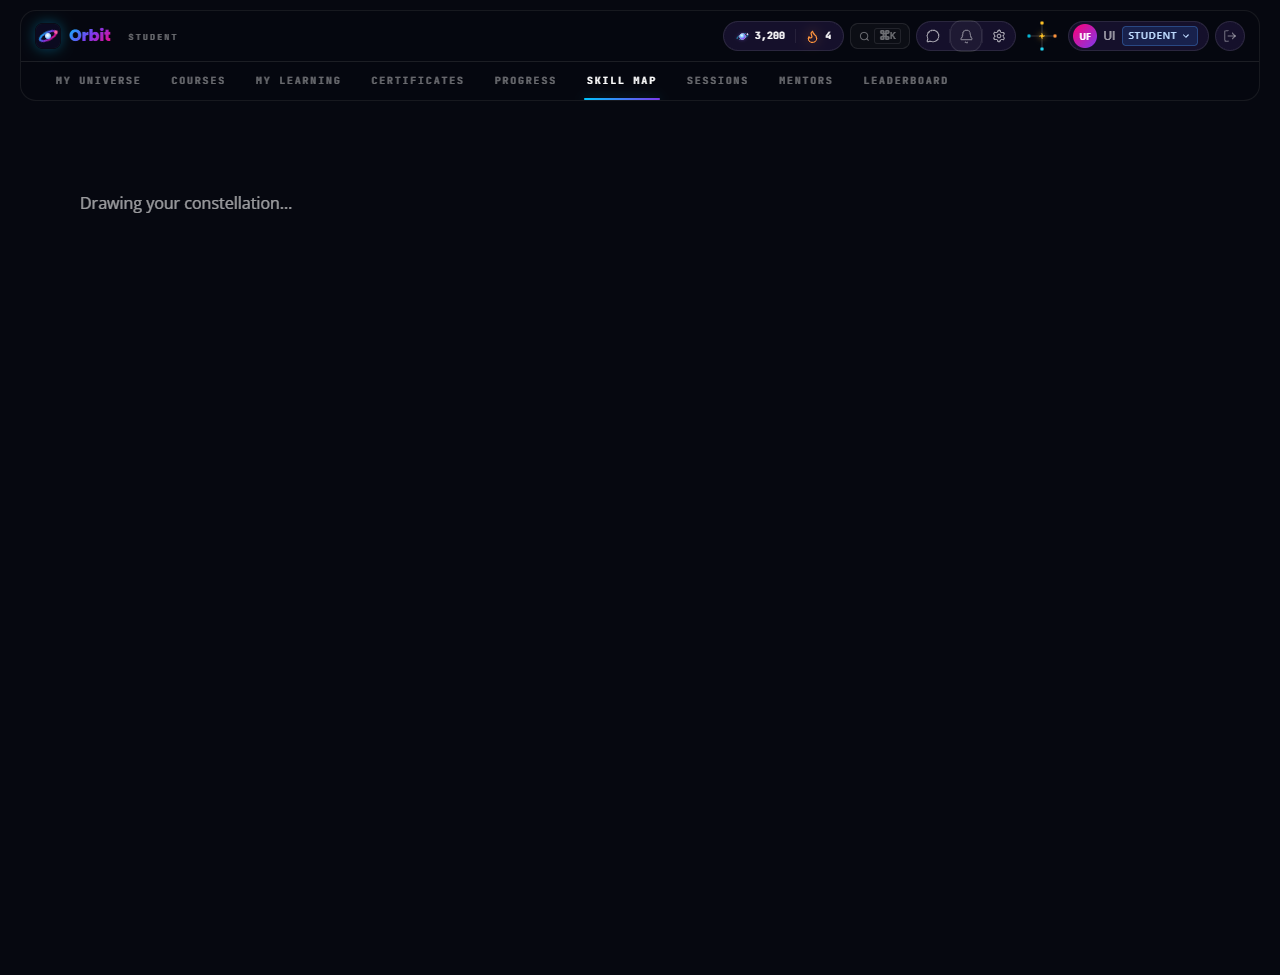 Orbit STUDENT
3,200 4 ⌘K UF UI STUDENT
MY UNIVERSE COURSES MY LEARNING CERTIFICATES PROGRESS SKILL MAP SESSIONS MENTORS LEADERBOARD
Drawing your constellation...